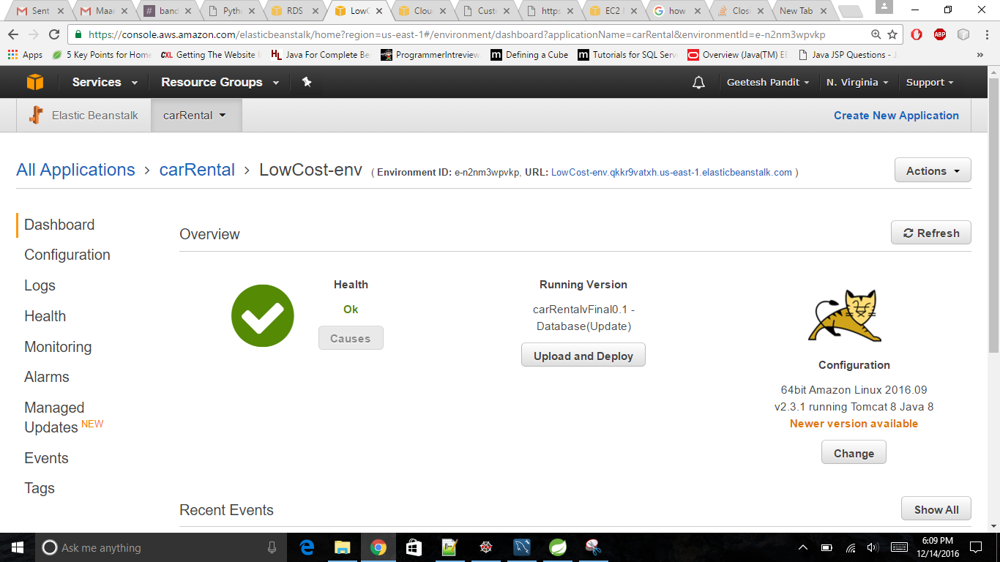 Sent
Maar
band
Pyth
RDS
LowC
Clou
Custo
https
EC2
how
Closi
New Tab
https://console.aws.amazon.com/elasticbeanstalk/home?region=us-east-1#/environment/dashboard?applicationName=carRental&environmentId=e-n2nm3wpvkp
ABP
Apps
5 Key Points for Home
CXL Getting The Website
HL Java For Complete Be
ProgrammerIntreview
m Defining a Cube
m Tutorials for SQL Serv
Overview (Java(TM) EE
Java JSP Questions - J
»
Services
Resource Groups
Geetesh Pandit
N. Virginia
Support
Elastic Beanstalk
carRental
Create New Application
All Applications > carRental > LowCost-env ( Environment ID: e-n2nm3wpvkp, URL: LowCost-env.qkkr9vatxh.us-east-1.elasticbeanstalk.com )
Actions
Dashboard
Configuration
Logs
Health
Monitoring
Alarms
Managed
Updates NEW
Events
Tags
Overview
Refresh
Health
Ok
Causes
Running Version
carRentalvFinal0.1 -
Database(Update)
Upload and Deploy
Configuration
64bit Amazon Linux 2016.09
v2.3.1 running Tomcat 8 Java 8
Newer version available
Change
Recent Events
Show All
Ask me anything
6:09 PM
12/14/2016